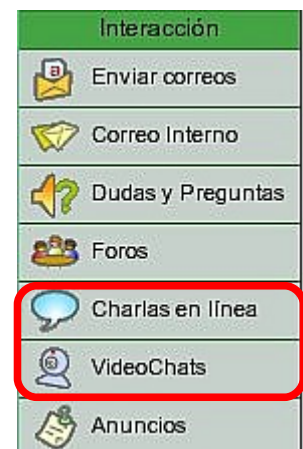 Interacción
Enviar correos
Correo Interno
Dudas y Preguntas
Foros
Charlas en línea
VideoChats
Anuncios